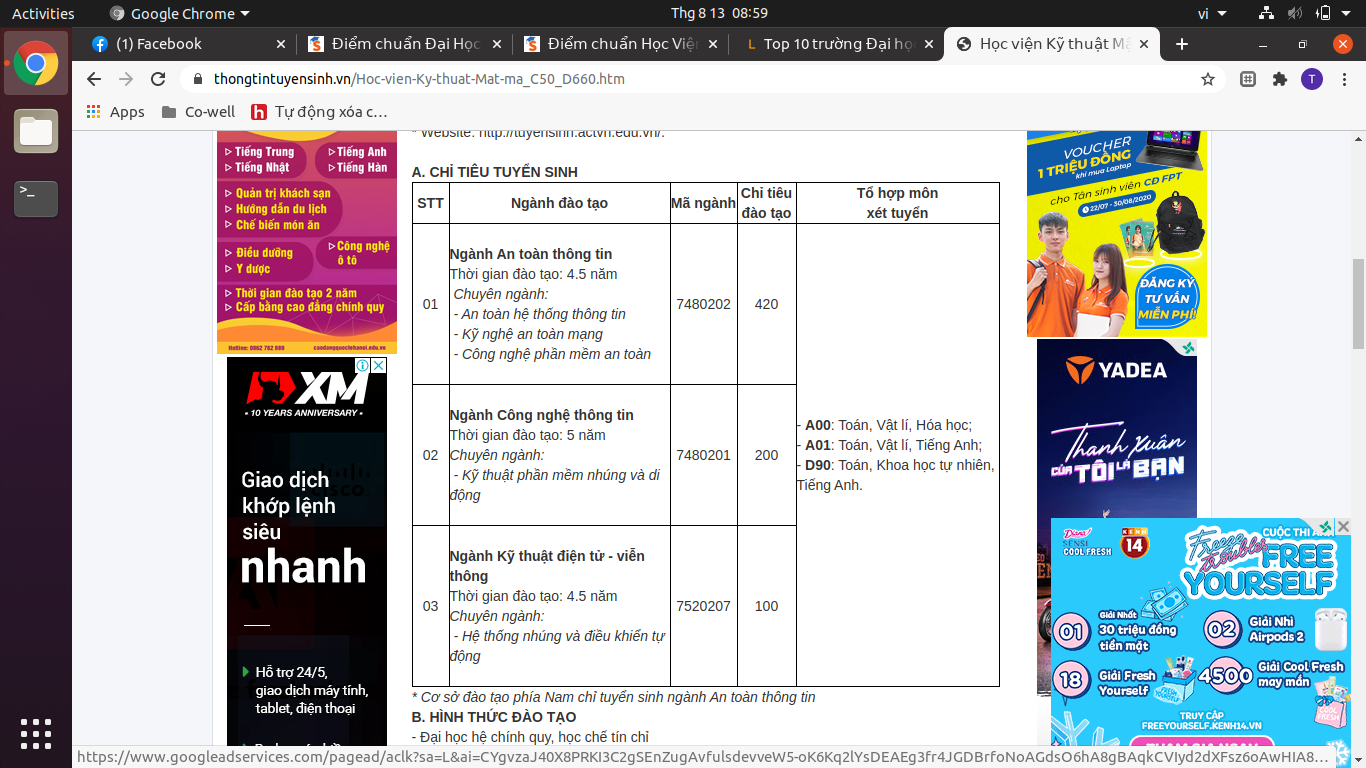 Activities
Google Chrome
Thg 8 13 08:59
vi
(1) Facebook
Điểm chuẩn Đại Học
Điểm chuẩn Học Viện
Top 10 trường Đại họ
Học viện Kỹ thuật Mậ
thongtintuyensinh.vn/Hoc-vien-Ky-thuat-Mat-ma_C50_D660.htm
T
Apps
Co-well
Tự động xóa c…
Tiếng Trung
Tiếng Anh
Tiếng Nhật
Tiếng Hàn
Quản trị khách sạn
Hướng dẫn du lịch
Chế biến món ăn
Điều dưỡng
Công nghệ
ô tô
Y dược
Thời gian đào tạo 2 năm
Cấp bằng cao đẳng chính quy
Hotline: 0862 762 889
caodangquoctehanoi.edu.vn
XM
10 YEARS ANNIVERSARY
Giao dịch
khớp lệnh
siêu
nhanh
Hỗ trợ 24/5,
giao dịch máy tính,
tablet, điện thoại
* Website: http://tuyensinh.actvn.edu.vn/.
A. CHỈ TIÊU TUYỂN SINH
STT
Ngành đào tạo
Mã ngành
Chỉ tiêu
đào tạo
Tổ hợp môn
xét tuyển
01
Ngành An toàn thông tin
Thời gian đào tạo: 4.5 năm
Chuyên ngành:
- An toàn hệ thống thông tin
- Kỹ nghệ an toàn mạng
- Công nghệ phần mềm an toàn
7480202
420
02
Ngành Công nghệ thông tin
Thời gian đào tạo: 5 năm
Chuyên ngành:
- Kỹ thuật phần mềm nhúng và di
động
7480201
200
- A00: Toán, Vật lí, Hóa học;
- A01: Toán, Vật lí, Tiếng Anh;
- D90: Toán, Khoa học tự nhiên,
Tiếng Anh.
03
Ngành Kỹ thuật điện tử - viễn
thông
Thời gian đào tạo: 4.5 năm
Chuyên ngành:
- Hệ thống nhúng và điều khiển tự
động
7520207
100
* Cơ sở đào tạo phía Nam chỉ tuyển sinh ngành An toàn thông tin
B. HÌNH THỨC ĐÀO TẠO
- Đại học hệ chính quy, học chế tín chỉ
VOUCHER
1 TRIỆU ĐỒNG
khi mua Laptop
cho Tân sinh viên CĐ FPT
22/07 - 30/08/2020
ĐĂNG KÝ
TƯ VẤN
MIỄN PHÍ!
YADEA
Thanh Xuân
CỦA TÔI LÀ BẠN
Diana
SENSI
COOL FRESH
KÊNH
14
CUỘC THI ẢNH
Freeze
troubles
FREE
YOURSELF
01
Giải Nhất
30 triệu đồng
tiền mặt
02
Giải Nhì
Airpods 2
18
Giải Fresh
Yourself
4500
Giải Cool Fresh
may mắn
TRUY CẬP
FREEYOURSELF.KENH14.VN
THAM GIA NGAY
https://www.googleadservices.com/pagead/aclk?sa=L&ai=CYgvzaJ40X8PRKI3C2gSEnZugAvfulsdevveW5-oK6Kq2lYsDEAEg3fr4JGDBrfoNoAGdsO6hA8gBAqkCVIyd2dXFsz6oAwHIA8…